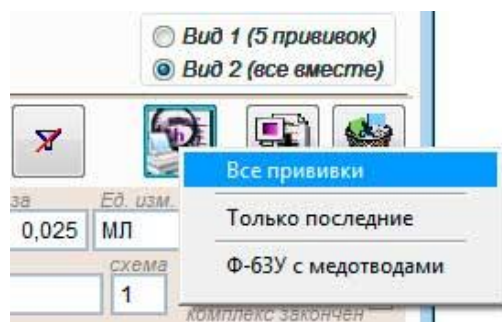 Вид 1 (5 прививок)
Вид 2 (все вместе)
Все прививки
за Ед. изм.
0,025 МЛ
Только последние
схема
Ф-63У с медотводами
1
комплекс закончен